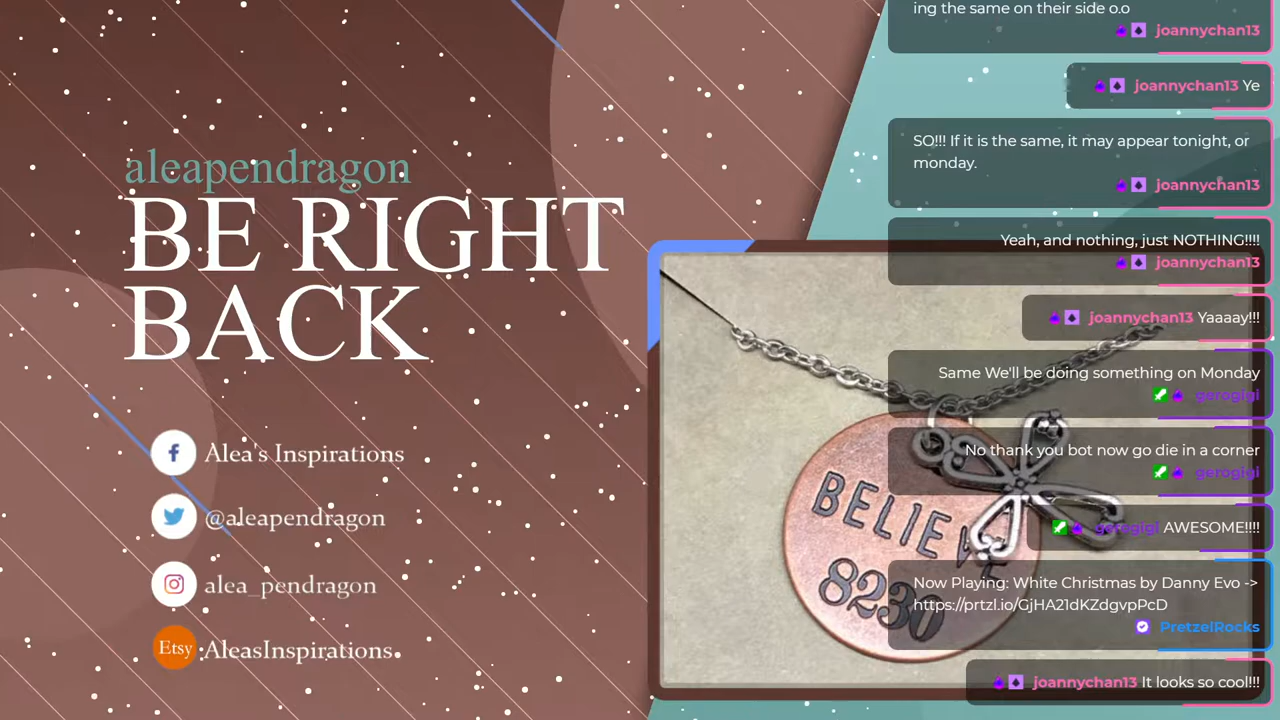 aleapendragon
BE RIGHT
BACK
Alea's Inspirations
@aleapendragon
alea_pendragon
Etsy AleasInspirations
BELIEVE
8230
ing the same on their side o.o
joannychan13
joannychan13 Ye
SO!!! If it is the same, it may appear tonight, or
monday.
joannychan13
Yeah, and nothing, just NOTHING!!!!
joannychan13
joannychan13 Yaaaay!!!
Same We'll be doing something on Monday
gerogigi
No thank you bot now go die in a corner
gerogigi
gerogigi AWESOME!!!!
Now Playing: White Christmas by Danny Evo ->
https://prtzl.io/GjHA21dKZdgvpPcD
PretzelRocks
joannychan13 It looks so cool!!!